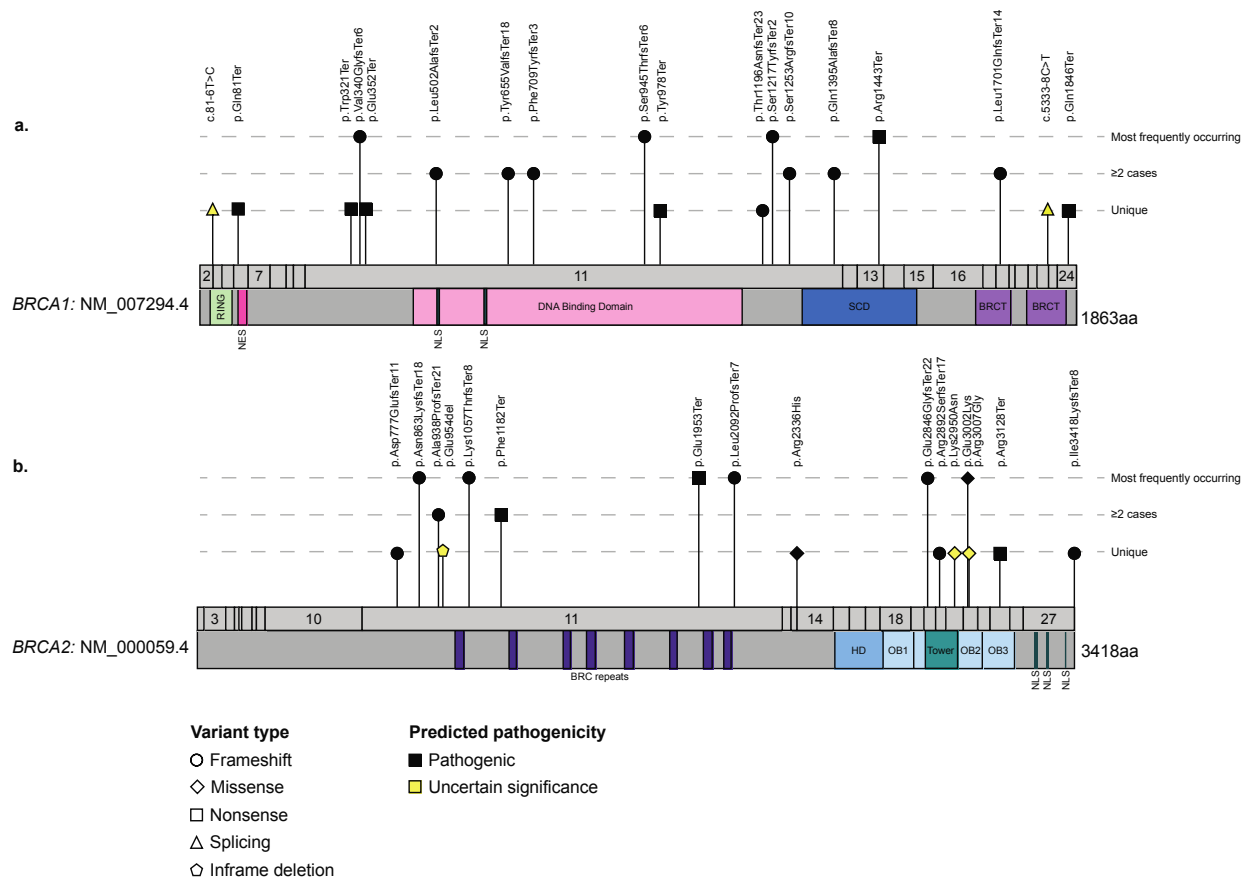 c.81-6T>C
p.Gln81Ter
p.Trp321Ter
p.Val340GlyfsTer6
p.Glu352Ter
p.Leu502AlafsTer2
p.Tyr655ValfsTer18
p.Phe709TyrfsTer3
p.Ser945ThrfsTer6
p.Tyr978Ter
p.Thr1196AsnfsTer23
p.Ser1217TyrfsTer2
p.Ser1253ArgfsTer10
p.Gln1395AlafsTer8
p.Arg1443Ter
p.Leu1701GlnfsTer14
c.5333-8C>T
p.Gln1846Ter
a.
Most frequently occurring
≥2 cases
Unique
2 7 11 13 15 16 24
BRCA1: NM_007294.4
RING
NES
NLS
NLS
DNA Binding Domain
SCD
BRCT
BRCT
1863aa
p.Asp777GlufsTer11
p.Asn863LysfsTer18
p.Ala938ProfsTer21
p.Glu954del
p.Lys1057ThrfsTer8
p.Phe1182Ter
p.Glu1953Ter
p.Leu2092ProfsTer7
p.Arg2336His
p.Glu2846GlyfsTer22
p.Arg2892SerfsTer17
p.Lys2950Asn
p.Glu3002Lys
p.Arg3007Gly
p.Arg3128Ter
p.Ile3418LysfsTer8
b.
Most frequently occurring
≥2 cases
Unique
3 10 11 14 18 27
BRCA2: NM_000059.4
HD
OB1
Tower
OB2
OB3
3418aa
BRC repeats
NLS
NLS
NLS
Variant type
Frameshift
Missense
Nonsense
Splicing
Inframe deletion
Predicted pathogenicity
Pathogenic
Uncertain significance